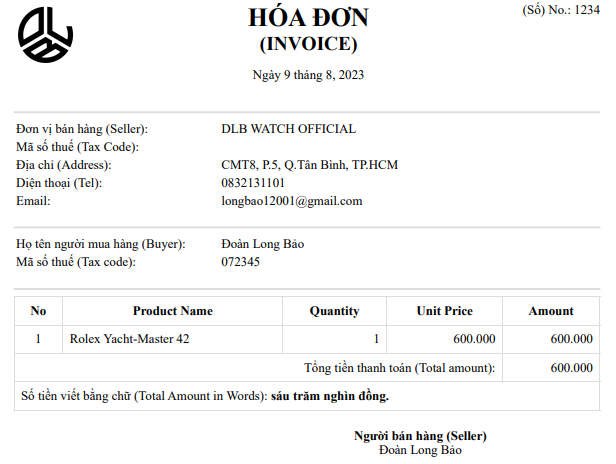 HÓA ĐƠN
(Số) No.: 1234
(INVOICE)
Ngày 9 tháng 8, 2023
Đơn vị bán hàng (Seller): DLB WATCH OFFICIAL
Mã số thuế (Tax Code):
Địa chỉ (Address): CMT8, P.5, Q.Tân Bình, TP.HCM
Diện thoại (Tel): 0832131101
Email: longbao12001@gmail.com
Họ tên người mua hàng (Buyer): Đoàn Long Bảo
Mã số thuế (Tax code): 072345
No Product Name Quantity Unit Price Amount
1 Rolex Yacht-Master 42 1 600.000 600.000
Tổng tiền thanh toán (Total amount): 600.000
Số tiền viết bằng chữ (Total Amount in Words): sáu trăm nghìn đồng.
Người bán hàng (Seller)
Đoàn Long Bảo